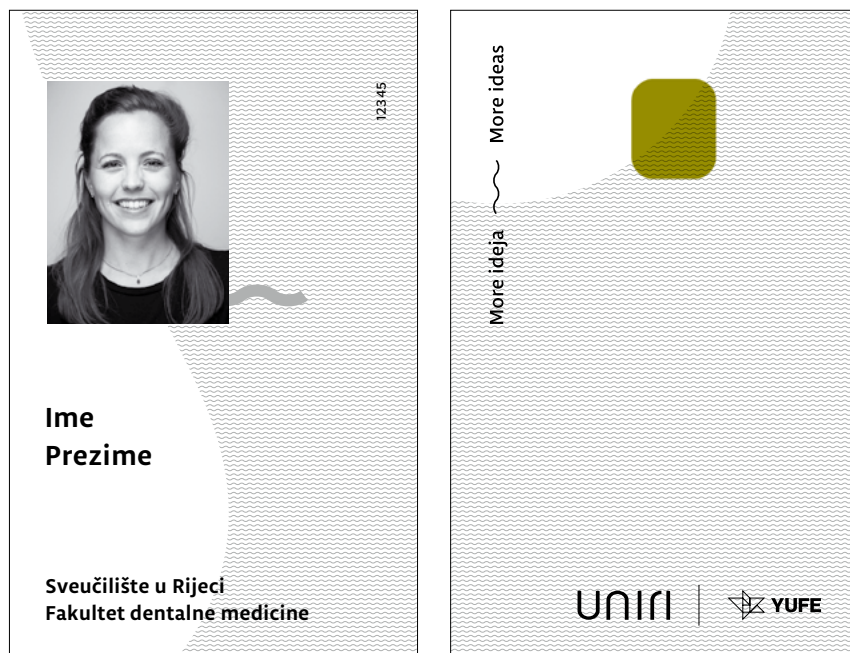 12345
Ime
Prezime
Sveučilište u Rijeci
Fakultet dentalne medicine
More ideja
More ideas
UNIRI
YUFE